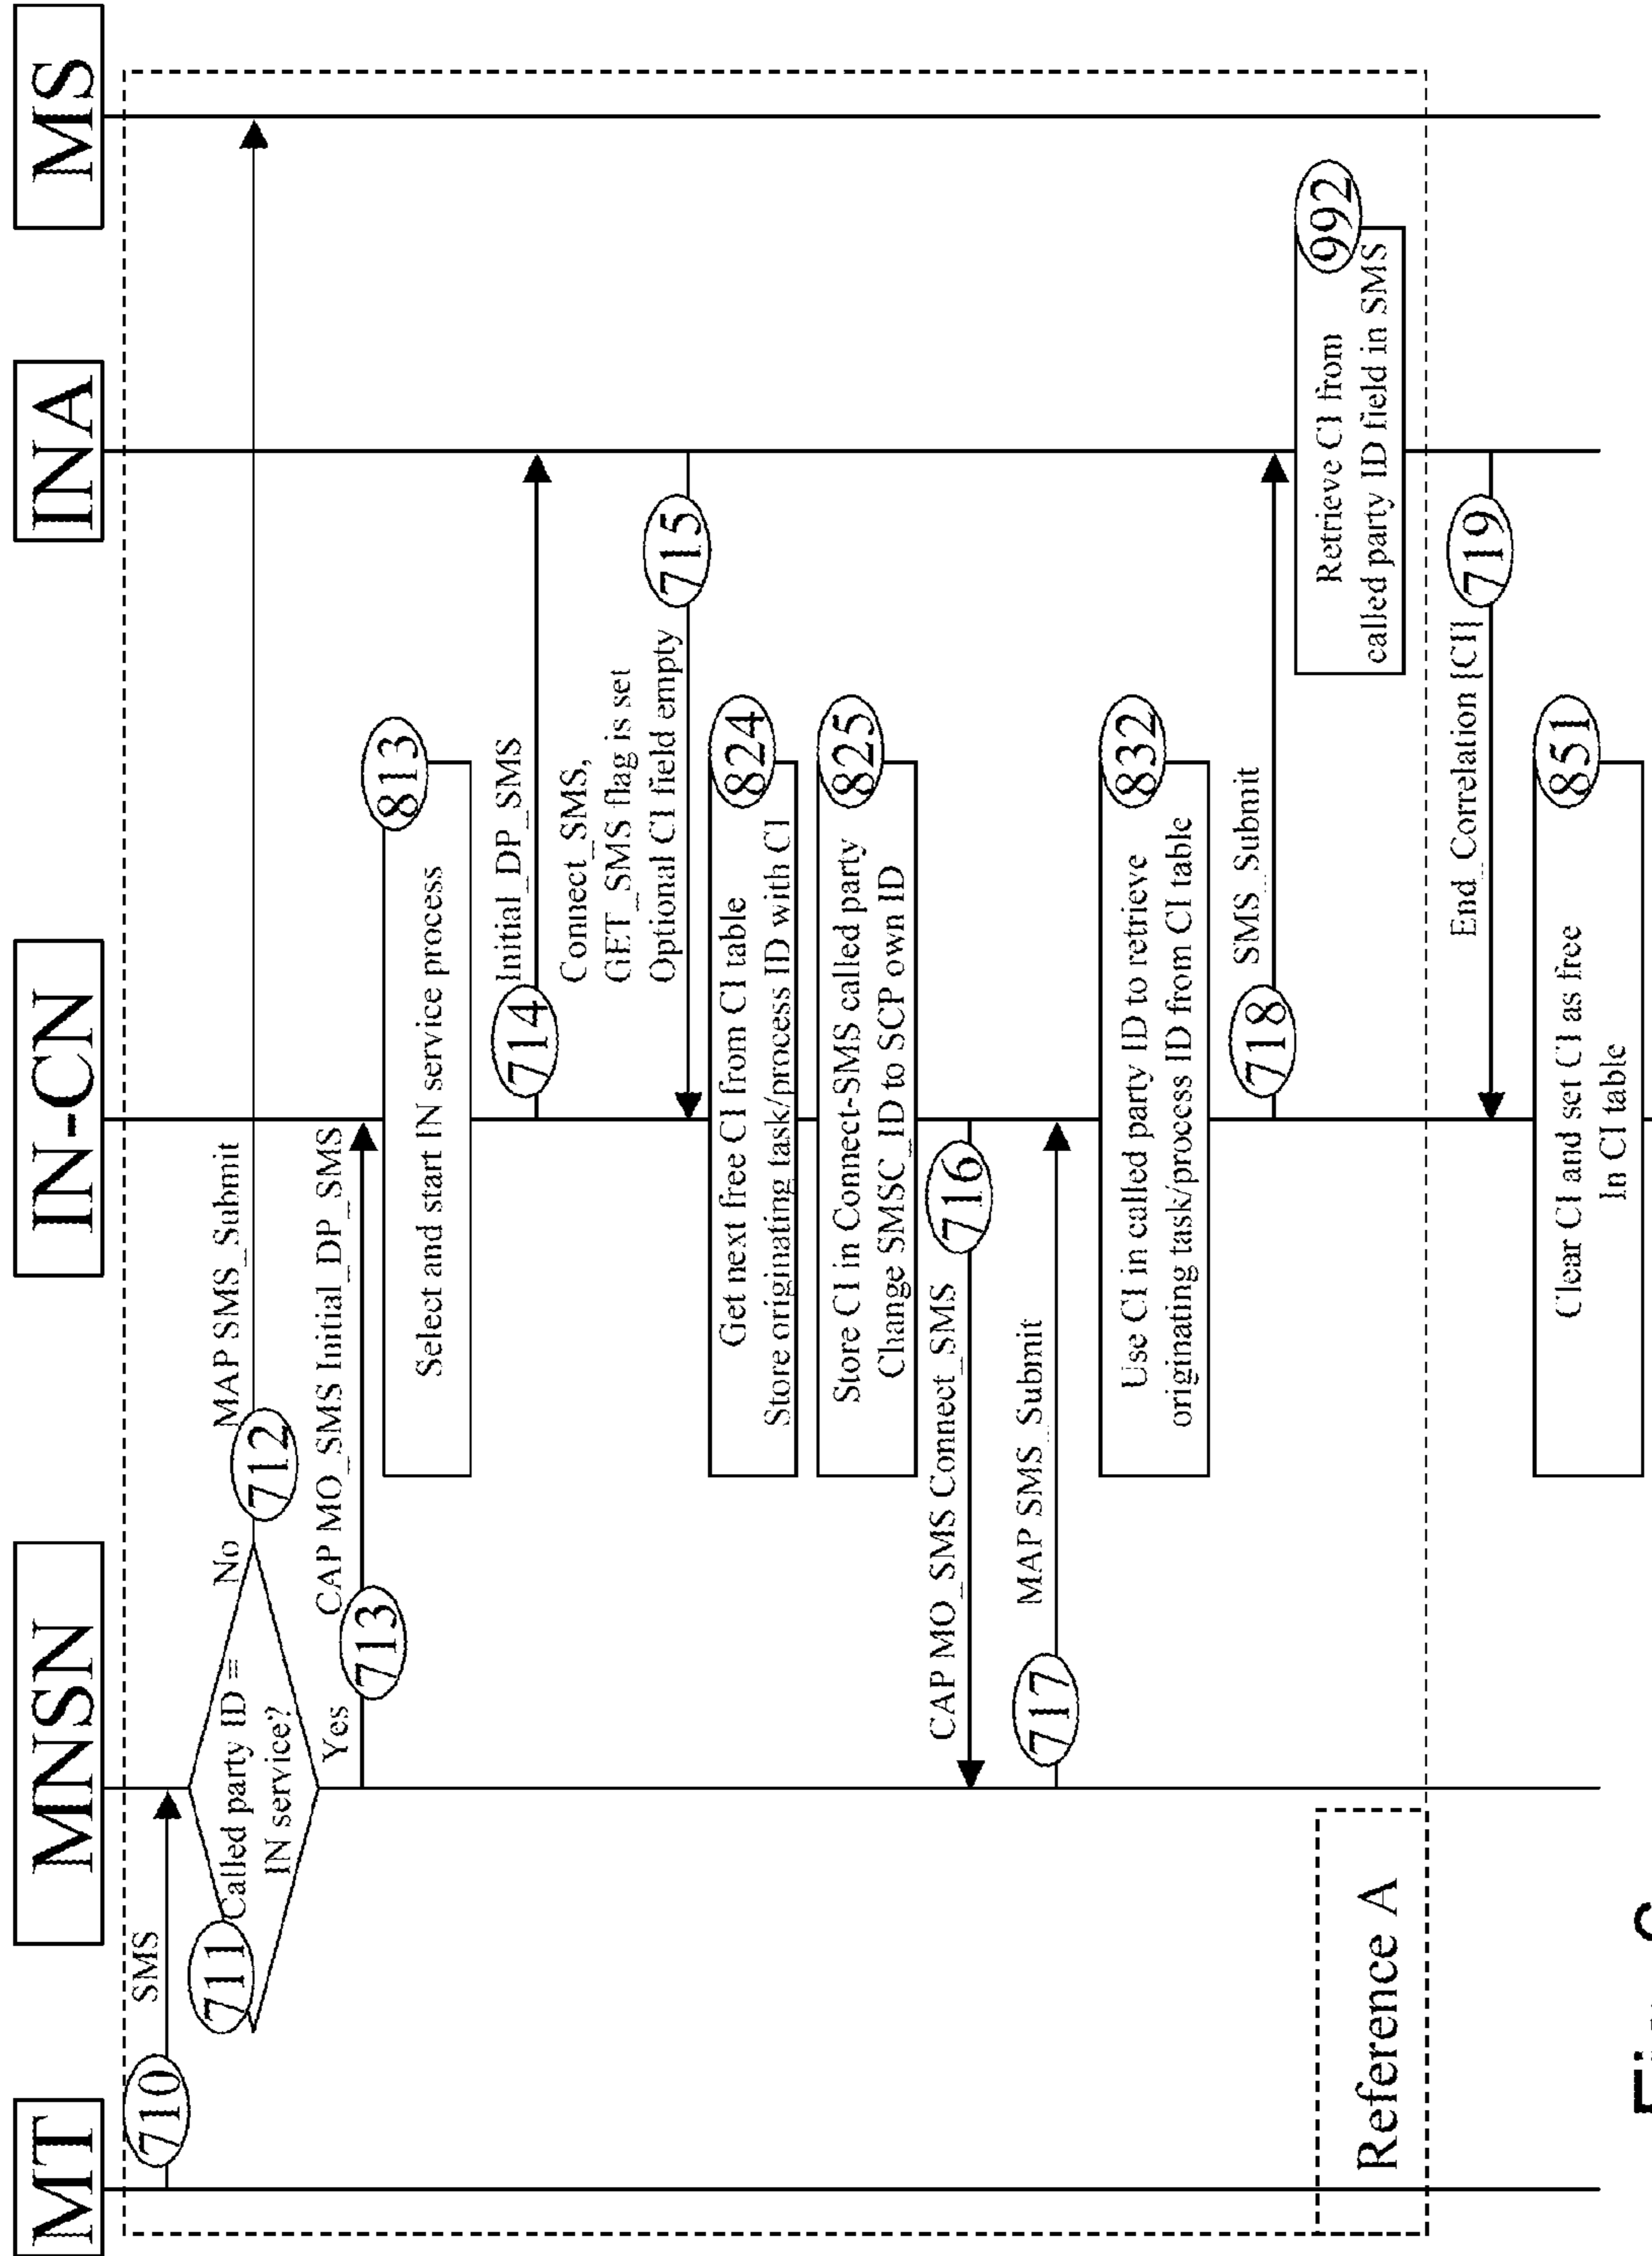 MT
MNSN
IN-CN
INA
MS
710
SMS
711
Called party ID =
IN service?
No
712
MAP SMS_Submit
Yes
713
CAP MO_SMS Initial_DP_SMS
813
Select and start IN service process
714
Initial_DP_SMS
Connect_SMS,
GET_SMS flag is set
Optional CI field empty
715
824
Get next free CI from CI table
Store originating task/process ID with CI
825
Store CI in Connect-SMS called party
Change SMSC_ID to SCP own ID
CAP MO_SMS Connect_SMS
716
717
MAP SMS_Submit
832
Use CI in called party ID to retrieve
originating task/process ID from CI table
718
SMS_Submit
992
Retrieve CI from
called party ID field in SMS
Reference A
End_Correlation [CI]
719
851
Clear CI and set CI as free
In CI table